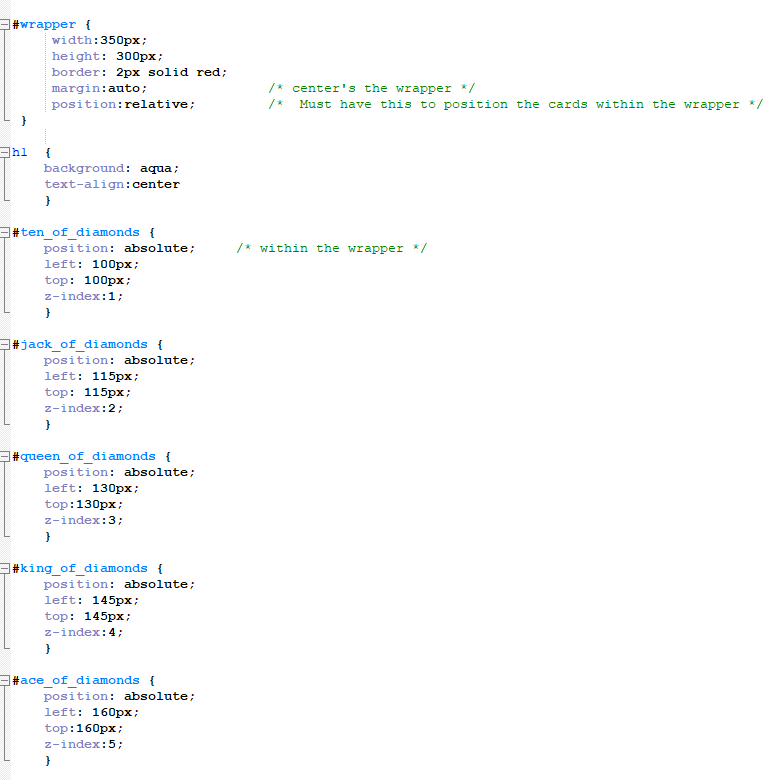 #wrapper {
width:350px;
height: 300px;
border: 2px solid red;
margin:auto; /* center's the wrapper */
position:relative; /* Must have this to position the cards within the wrapper */
}
h1 {
background: aqua;
text-align:center
}
#ten_of_diamonds {
position: absolute; /* within the wrapper */
left: 100px;
top: 100px;
z-index:1;
}
#jack_of_diamonds {
position: absolute;
left: 115px;
top: 115px;
z-index:2;
}
#queen_of_diamonds {
position: absolute;
left: 130px;
top:130px;
z-index:3;
}
#king_of_diamonds {
position: absolute;
left: 145px;
top: 145px;
z-index:4;
}
#ace_of_diamonds {
position: absolute;
left: 160px;
top:160px;
z-index:5;
}